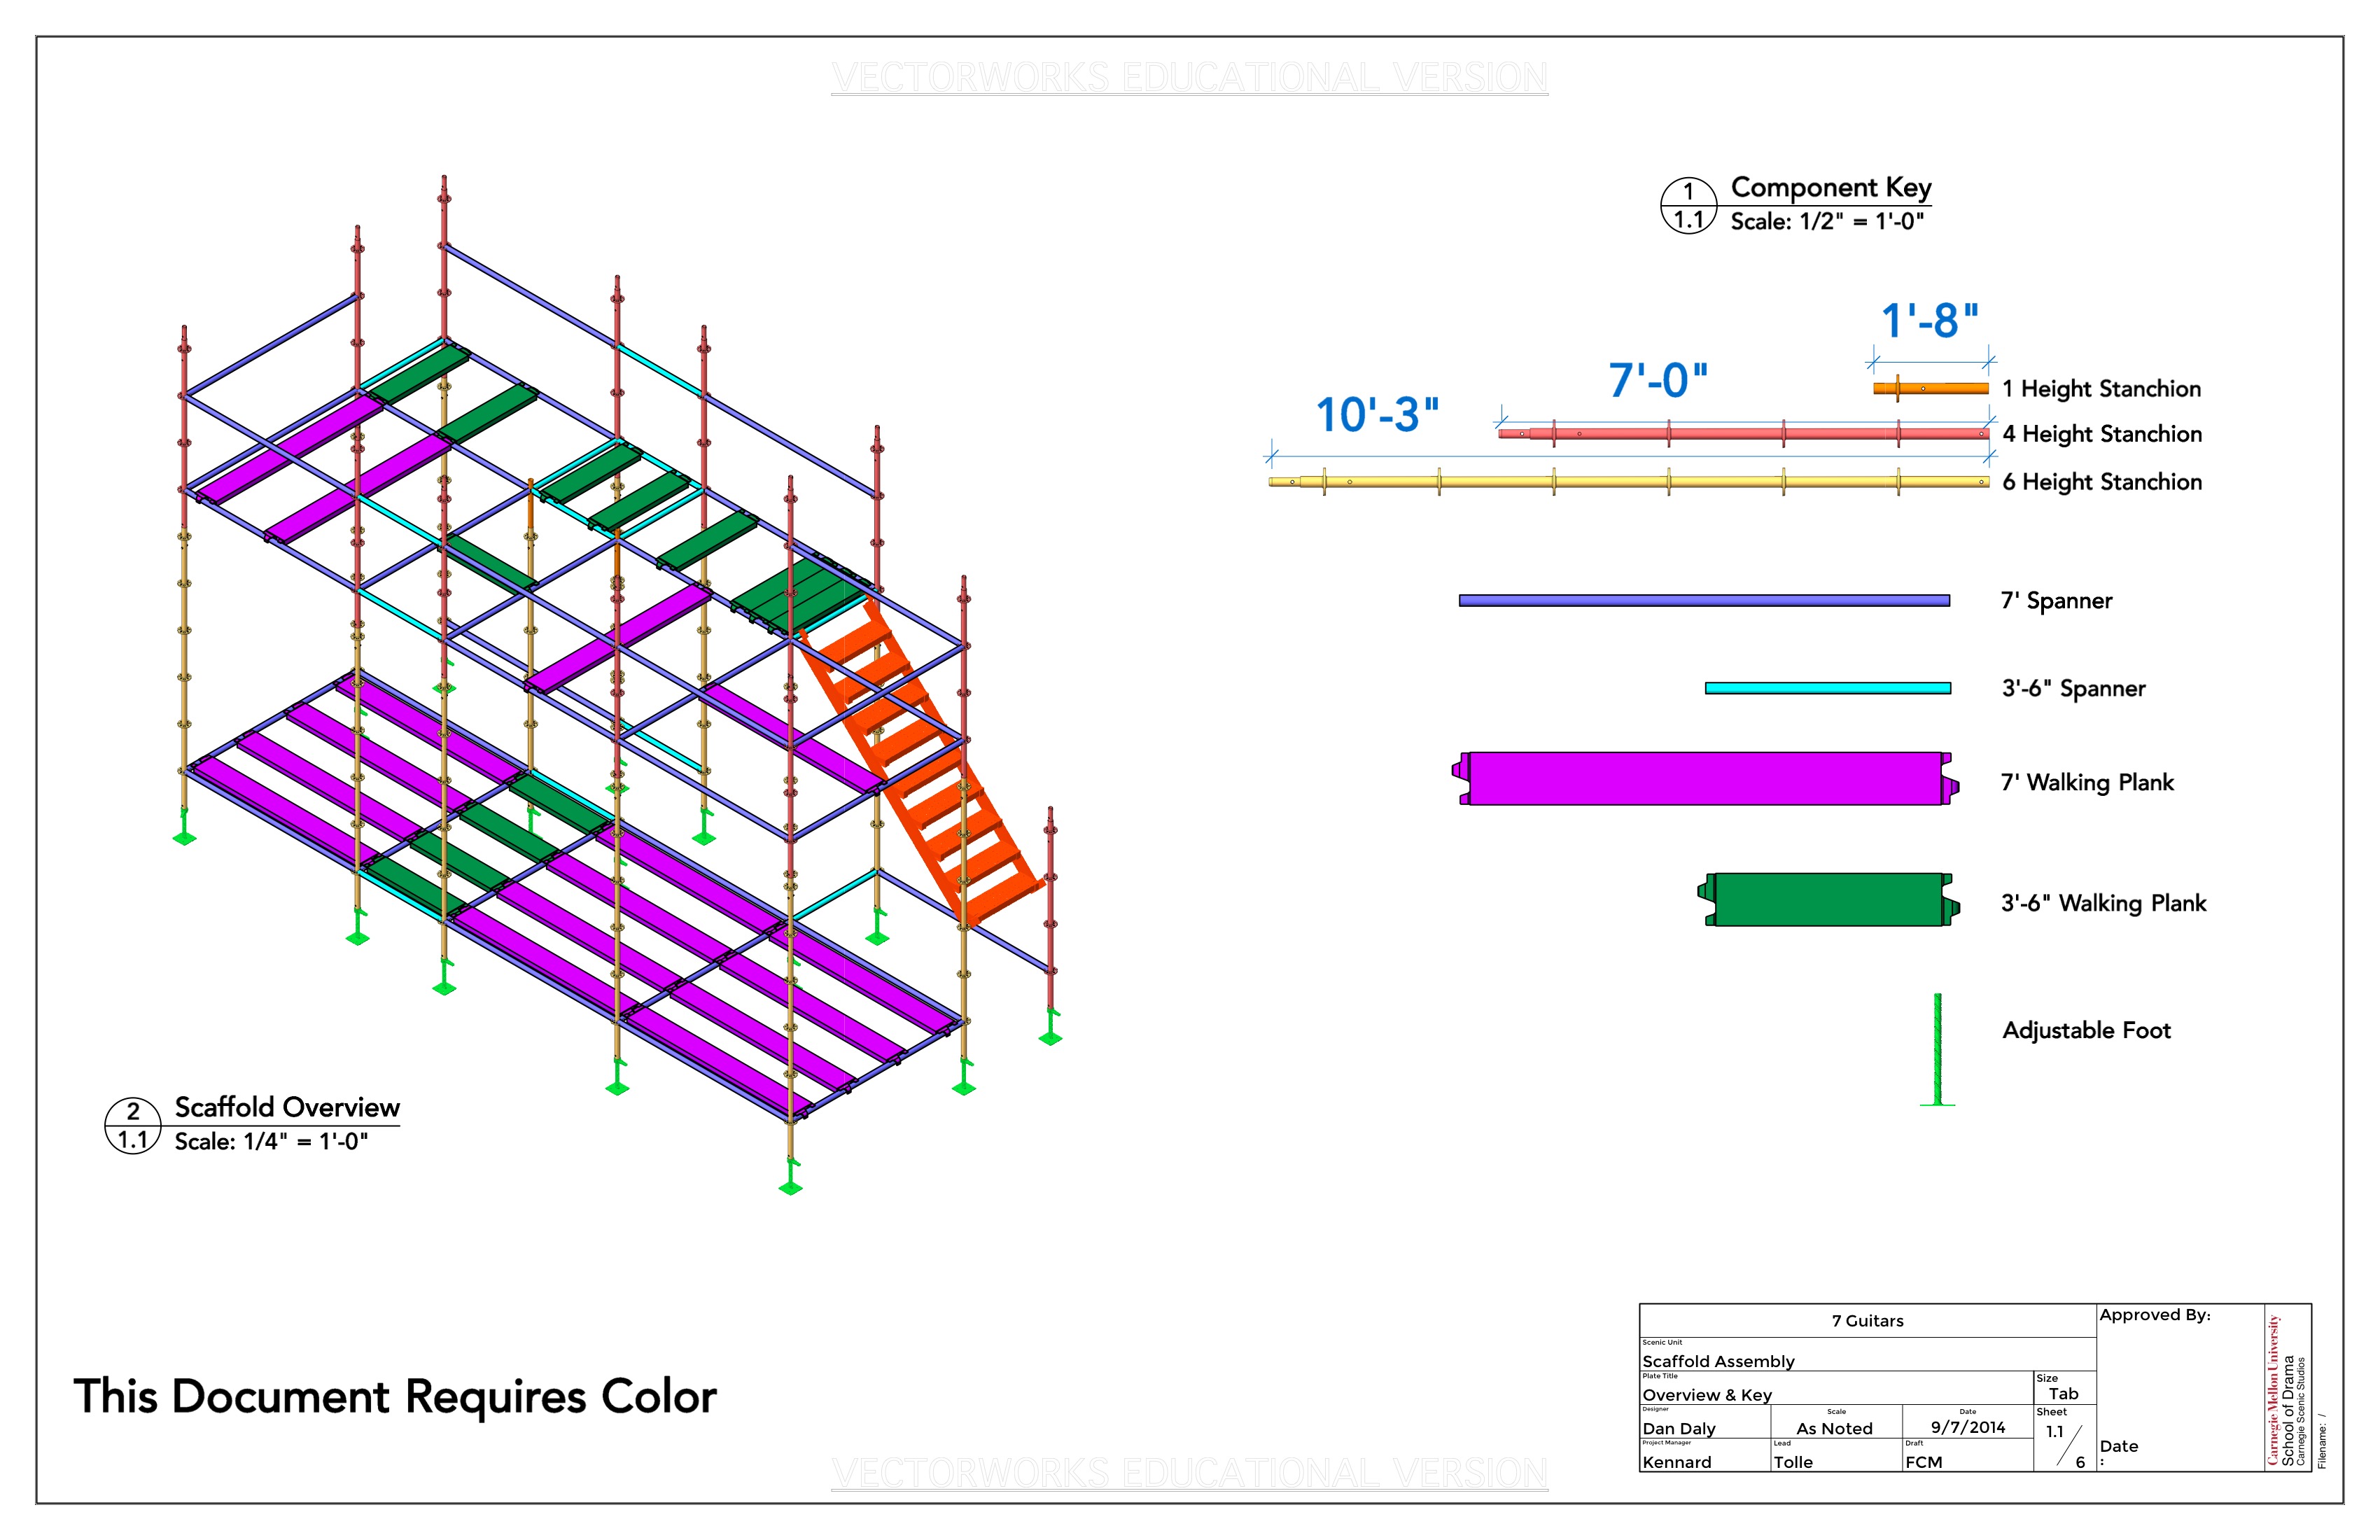 VECTORWORKS EDUCATIONAL VERSION
1
1.1
Component Key
Scale: 1/2" = 1'-0"
1'-8"
1 Height Stanchion
7'-0"
4 Height Stanchion
10'-3"
6 Height Stanchion
7' Spanner
3'-6" Spanner
7' Walking Plank
3'-6" Walking Plank
Adjustable Foot
2
1.1
Scaffold Overview
Scale: 1/4" = 1'-0"
This Document Requires Color
7 Guitars
Scenic Unit
Scaffold Assembly
Plate Title
Overview & Key
Size
Tab
Designer
Dan Daly
Scale
As Noted
Date
9/7/2014
Sheet
1.1 / 6
Project Manager
Kennard
Lead
Tolle
Draft
FCM
Approved By:
Date
:
Carnegie Mellon University
School of Drama
Carnegie Scenic Studios
Filename: /
VECTORWORKS EDUCATIONAL VERSION